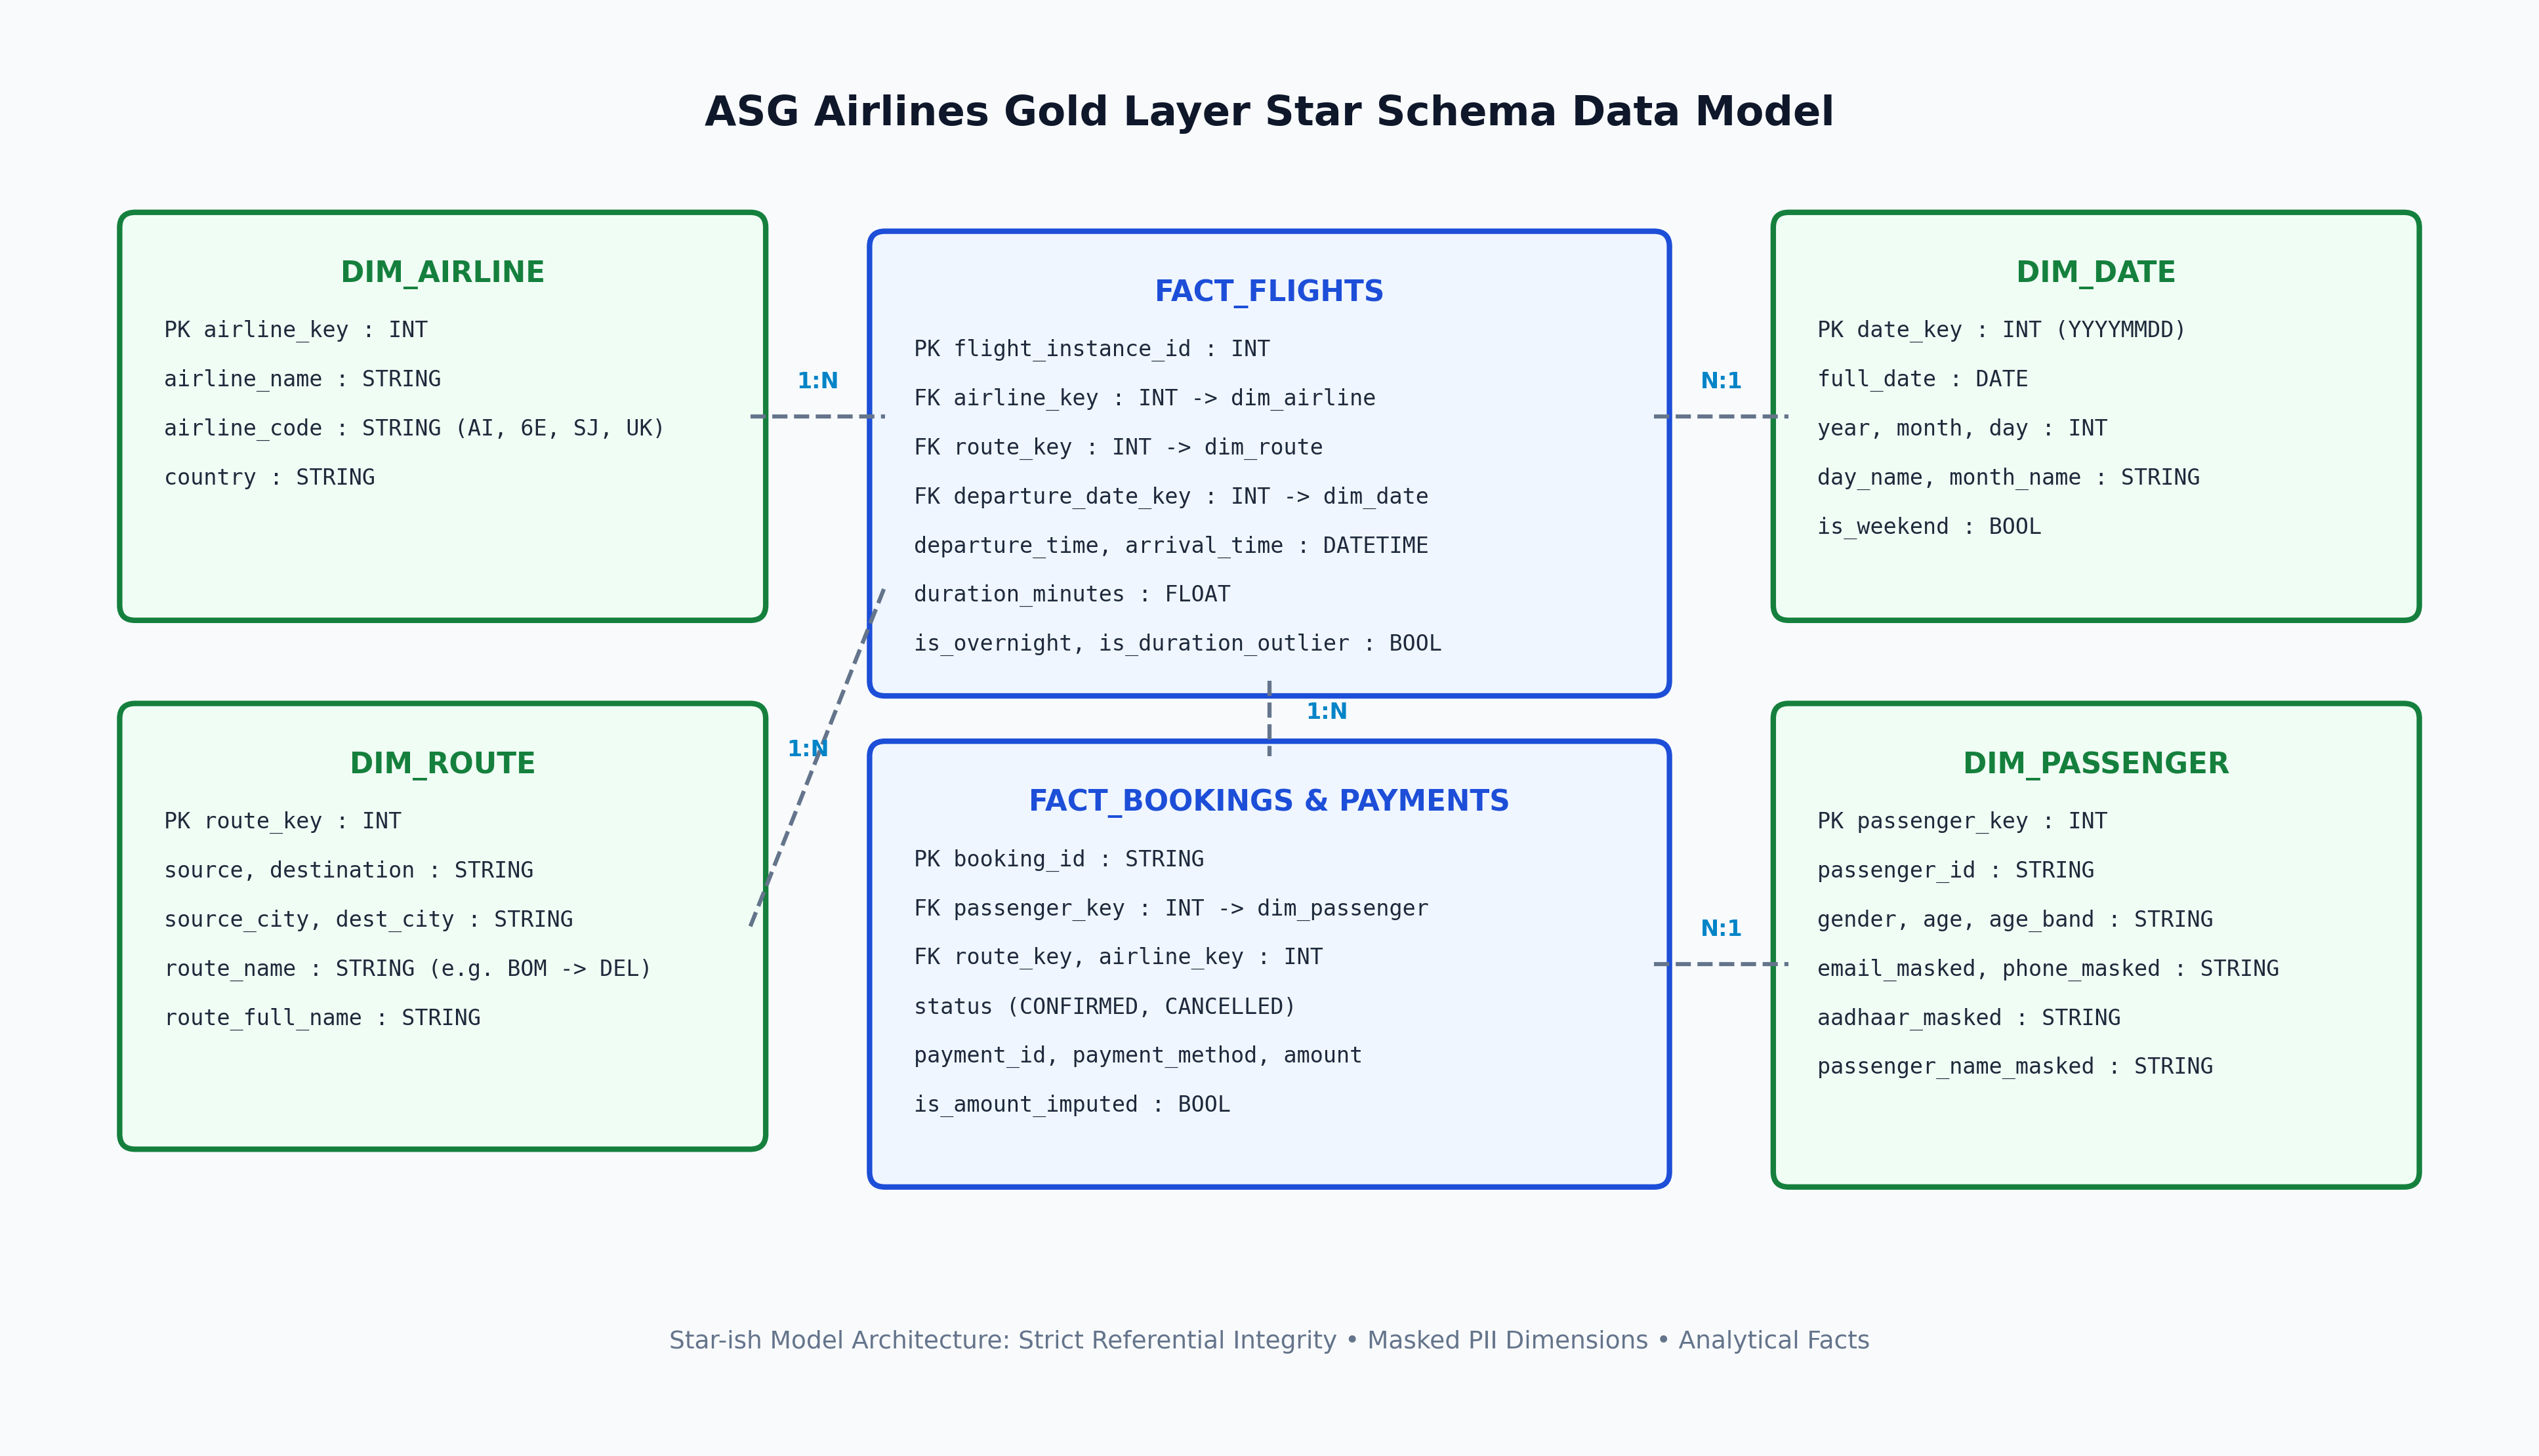 ASG Airlines Gold Layer Star Schema Data Model
DIM_AIRLINE
PK airline_key : INT
airline_name : STRING
airline_code : STRING (AI, 6E, SJ, UK)
country : STRING
1:N
FACT_FLIGHTS
PK flight_instance_id : INT
FK airline_key : INT -> dim_airline
FK route_key : INT -> dim_route
FK departure_date_key : INT -> dim_date
departure_time, arrival_time : DATETIME
duration_minutes : FLOAT
is_overnight, is_duration_outlier : BOOL
N:1
DIM_DATE
PK date_key : INT (YYYYMMDD)
full_date : DATE
year, month, day : INT
day_name, month_name : STRING
is_weekend : BOOL
1:N
DIM_ROUTE
PK route_key : INT
source, destination : STRING
source_city, dest_city : STRING
route_name : STRING (e.g. BOM -> DEL)
route_full_name : STRING
1:N
FACT_BOOKINGS & PAYMENTS
PK booking_id : STRING
FK passenger_key : INT -> dim_passenger
FK route_key, airline_key : INT
status (CONFIRMED, CANCELLED)
payment_id, payment_method, amount
is_amount_imputed : BOOL
N:1
DIM_PASSENGER
PK passenger_key : INT
passenger_id : STRING
gender, age, age_band : STRING
email_masked, phone_masked : STRING
aadhaar_masked : STRING
passenger_name_masked : STRING
Star-ish Model Architecture: Strict Referential Integrity • Masked PII Dimensions • Analytical Facts